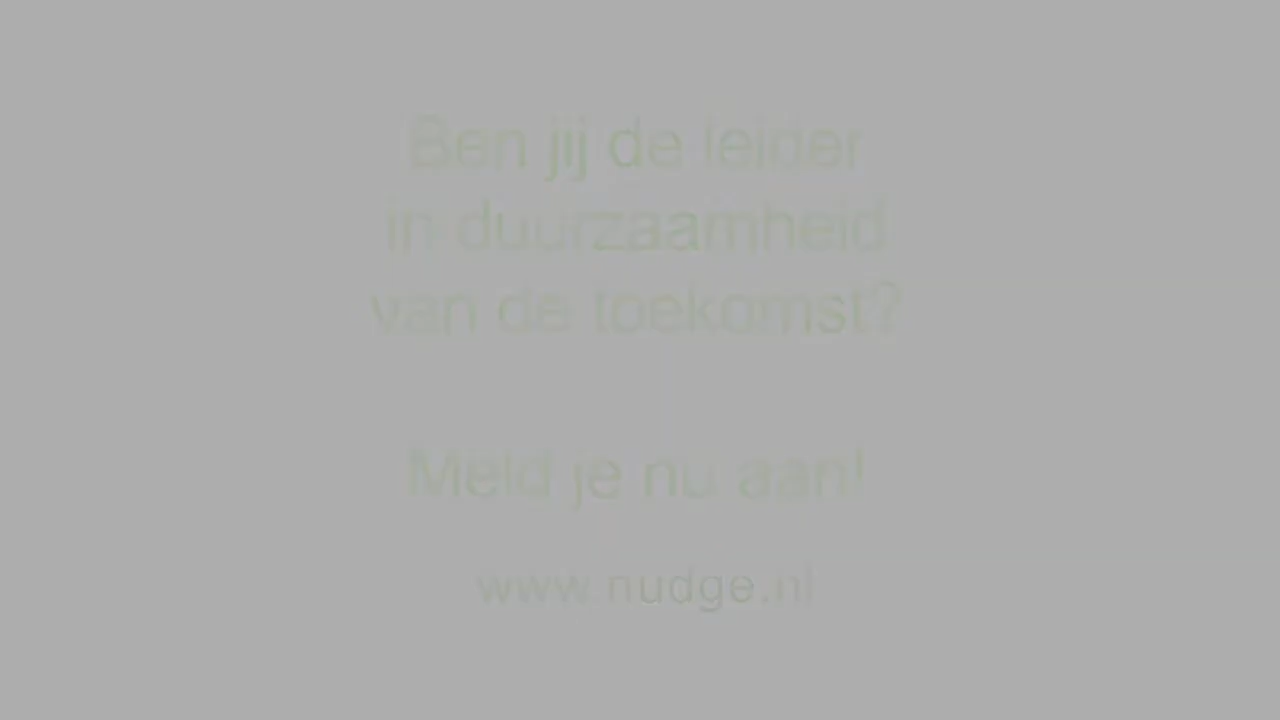 Ben jij de leider
in duurzaamheid
van de toekomst?
Meld je nu aan!
www.nudge.nl